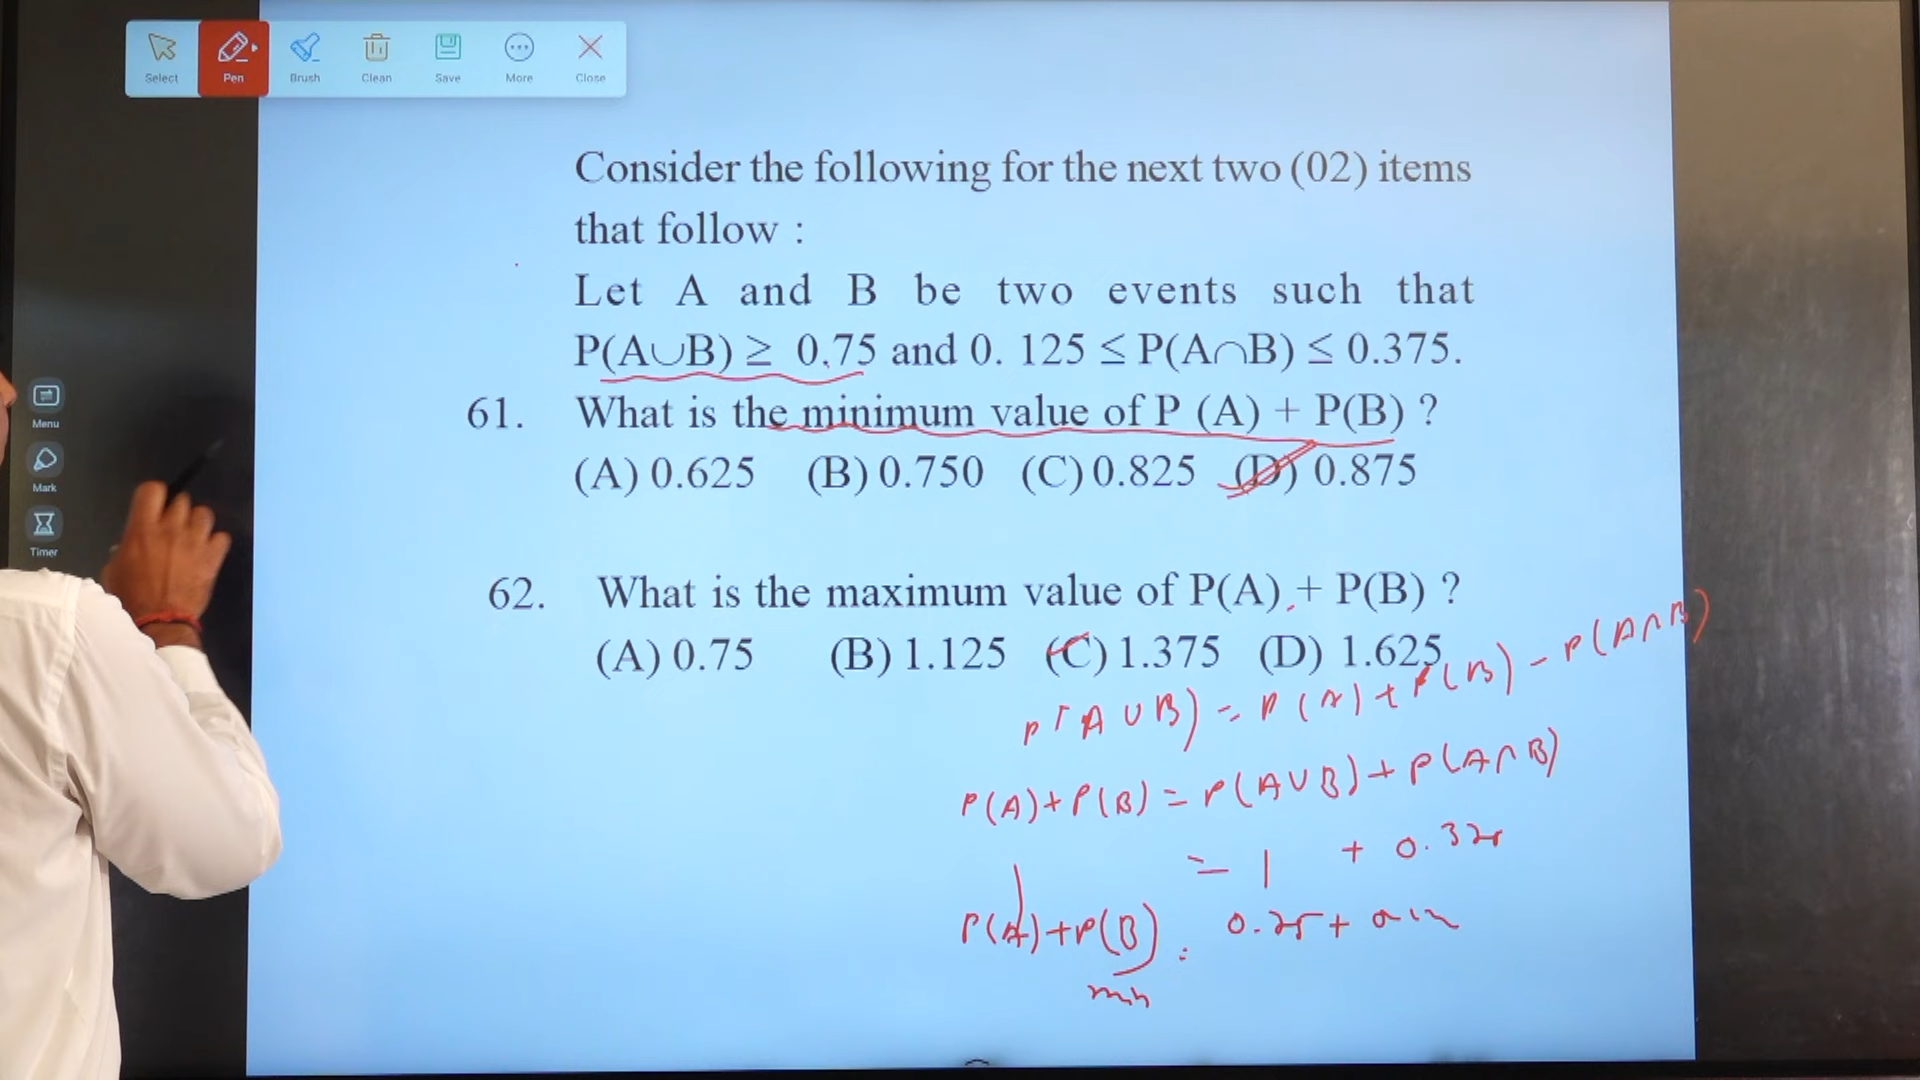 Select Pen Brush Clean Save More Close
Consider the following for the next two (02) items
that follow :
Let A and B be two events such that
P(A∪B) ≥ 0.75 and 0. 125 ≤ P(A∩B) ≤ 0.375.
Menu
61. What is the minimum value of P (A) + P(B) ?
(A) 0.625 (B) 0.750 (C) 0.825 (D) 0.875
Mark
Timer
62. What is the maximum value of P(A) + P(B) ?
(A) 0.75 (B) 1.125 (C) 1.375 (D) 1.625
P(A∪B) = P(A) + P(B) - P(A∩B)
P(A)+P(B) = P(A∪B) + P(A∩B)
= 1 + 0.375
P(A)+P(B) = 0.75 +
min